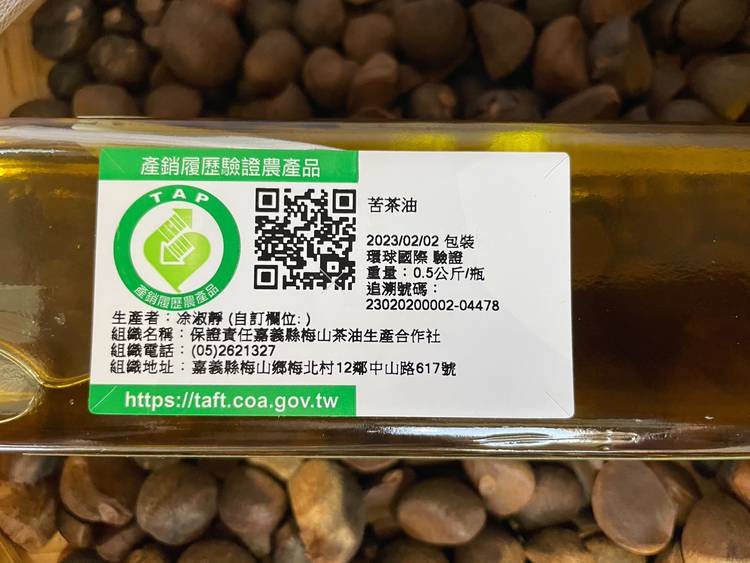 產銷履歷驗證農產品
TAP
產銷履歷農產品
苦茶油
2023/02/02 包裝
環球國際 驗證
重量：0.5公斤/瓶
追溯號碼：
23020200002-04478
生產者：凃淑靜 (自訂欄位: )
組織名稱：保證責任嘉義縣梅山茶油生產合作社
組織電話：(05)2621327
組織地址：嘉義縣梅山鄉梅北村12鄰中山路617號
https://taft.coa.gov.tw